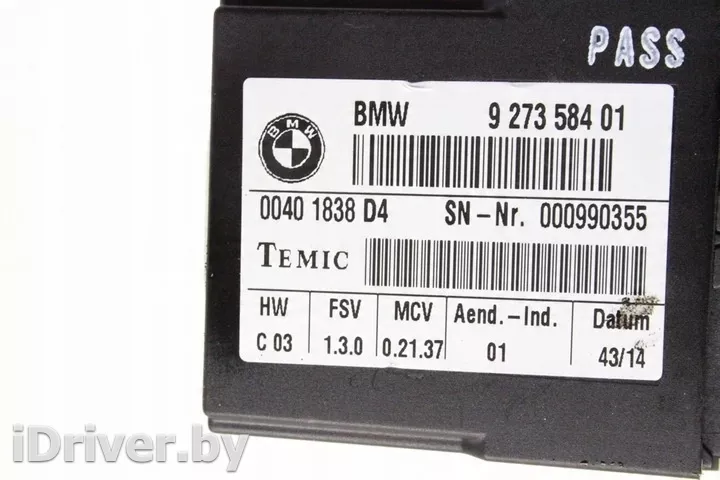 PASS
BMW 9 273 584 01
BMW
0040 1838 D4 SN-Nr. 000990355
TEMIC
HW FSV MCV Aend.-Ind. Datum
C 03 1.3.0 0.21.37 01 43/14
iDriver.by